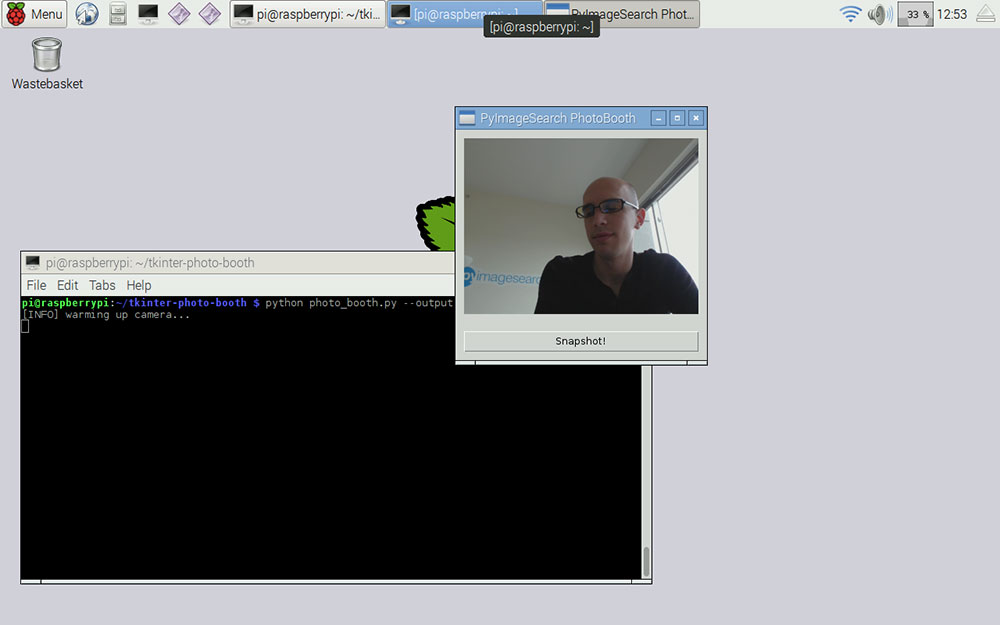 Menu
pi@raspberrypi: ~/tki...
[pi@raspberrypi: ~]
PyImageSearch Phot...
33 %
12:53
[pi@raspberrypi: ~]
Wastebasket
PyImageSearch PhotoBooth
pyimagesearc
Snapshot!
pi@raspberrypi: ~/tkinter-photo-booth
File Edit Tabs Help
pi@raspberrypi:~/tkinter-photo-booth $ python photo_booth.py --output
[INFO] warming up camera...